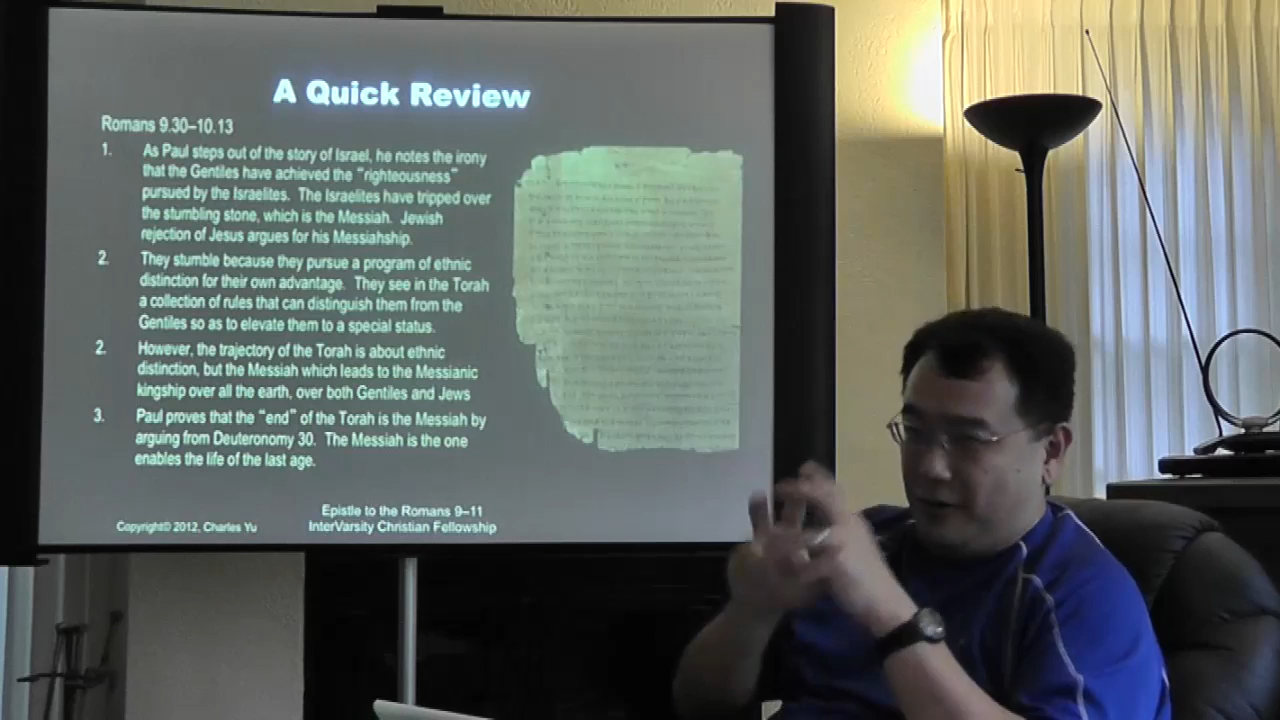 A Quick Review
Romans 9.30–10.13
1. As Paul steps out of the story of Israel, he notes the irony
that the Gentiles have achieved the "righteousness"
pursued by the Israelites. The Israelites have tripped over
the stumbling stone, which is the Messiah. Jewish
rejection of Jesus argues for his Messiahship.
2. They stumble because they pursue a program of ethnic
distinction for their own advantage. They see in the Torah
a collection of rules that can distinguish them from the
Gentiles so as to elevate them to a special status.
2. However, the trajectory of the Torah is about ethnic
distinction, but the Messiah which leads to the Messianic
kingship over all the earth, over both Gentiles and Jews
3. Paul proves that the "end" of the Torah is the Messiah by
arguing from Deuteronomy 30. The Messiah is the one
enables the life of the last age.
Copyright© 2012, Charles Yu
Epistle to the Romans 9–11
InterVarsity Christian Fellowship